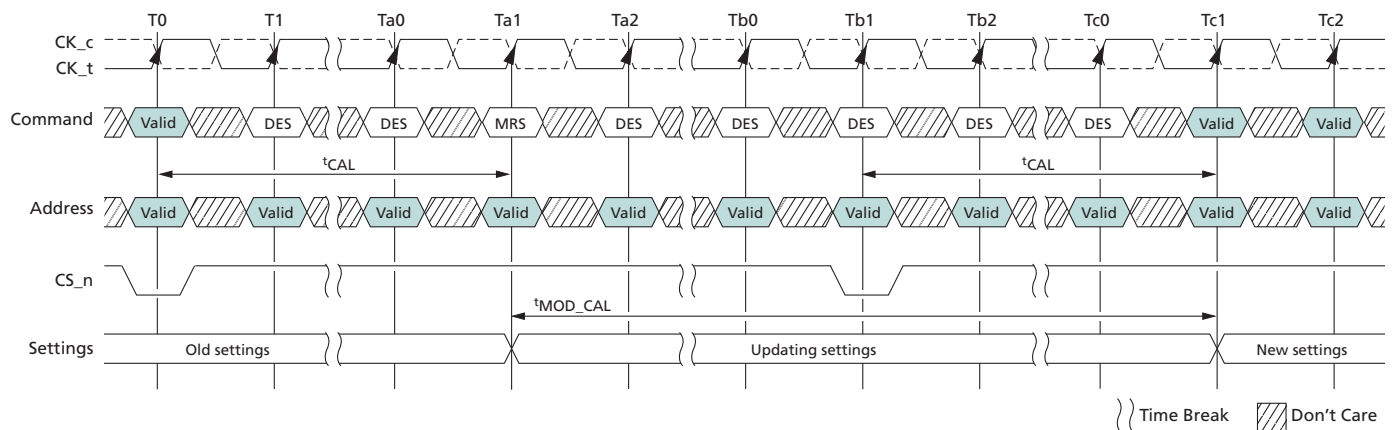 T0 T1 Ta0 Ta1 Ta2 Tb0 Tb1 Tb2 Tc0 Tc1 Tc2
CK_c
CK_t
Command Valid DES DES MRS DES DES DES DES DES Valid Valid
tCAL tCAL
Address Valid Valid Valid Valid Valid Valid Valid Valid Valid Valid Valid
CS_n
tMOD_CAL
Settings Old settings Updating settings New settings
Time Break Don't Care